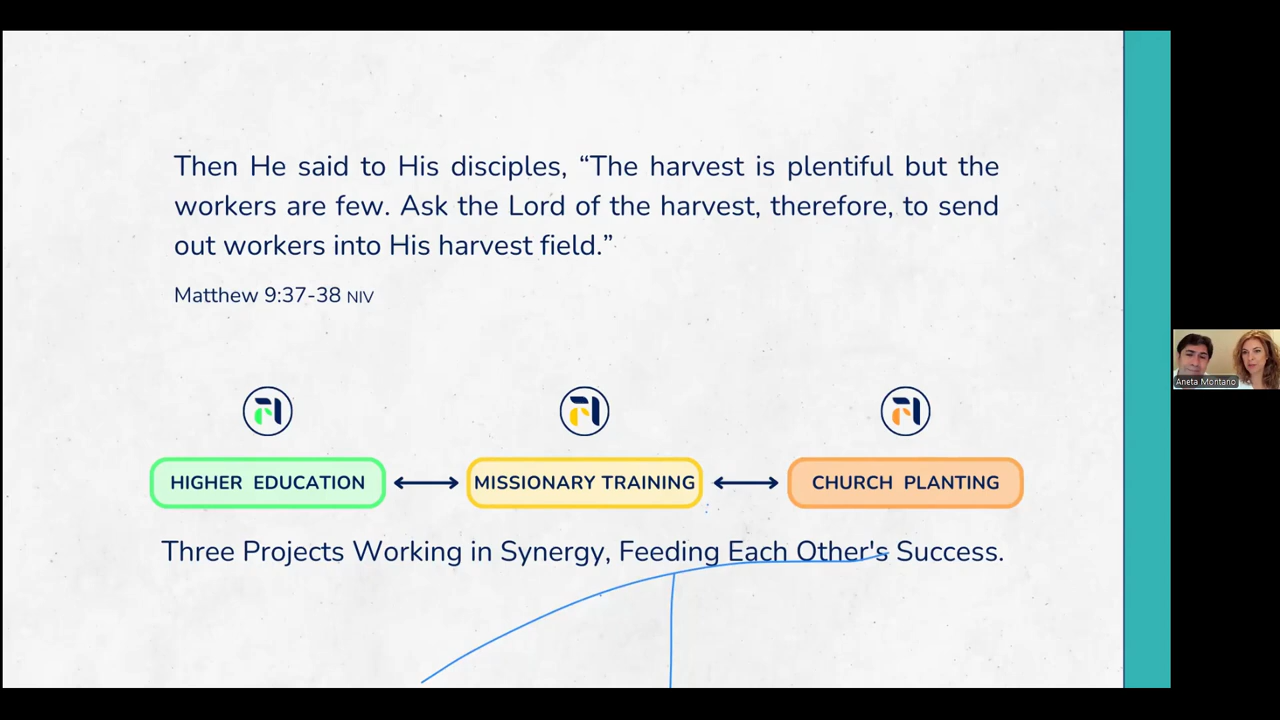 Then He said to His disciples, “The harvest is plentiful but the
workers are few. Ask the Lord of the harvest, therefore, to send
out workers into His harvest field.”
Matthew 9:37-38 NIV
HIGHER EDUCATION
MISSIONARY TRAINING
CHURCH PLANTING
Three Projects Working in Synergy, Feeding Each Other's Success.
Aneta Montano